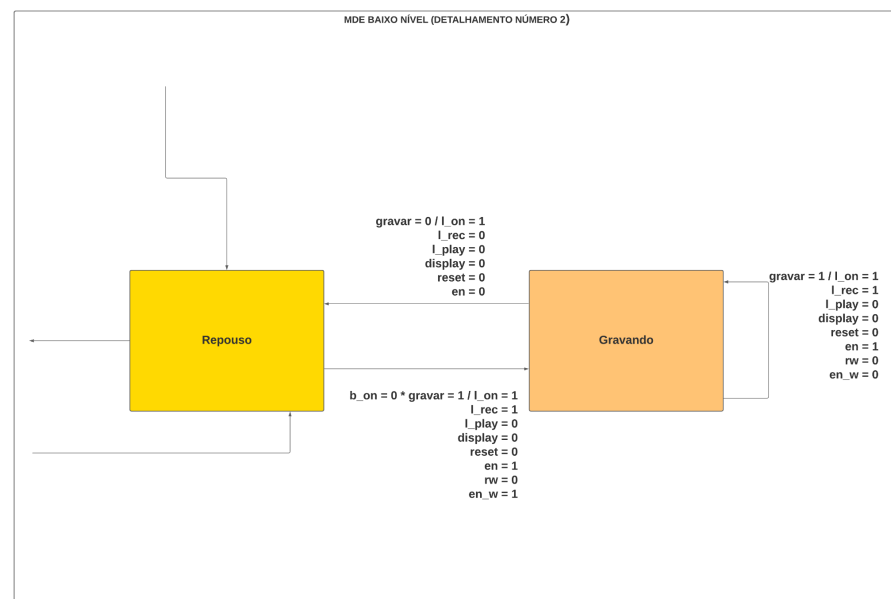 MDE BAIXO NÍVEL (DETALHAMENTO NÚMERO 2)
gravar = 0 / l_on = 1
l_rec = 0
l_play = 0
display = 0
reset = 0
en = 0
Repouso
Gravando
gravar = 1 / l_on = 1
l_rec = 1
l_play = 0
display = 0
reset = 0
en = 1
rw = 0
en_w = 0
b_on = 0 * gravar = 1 / l_on = 1
l_rec = 1
l_play = 0
display = 0
reset = 0
en = 1
rw = 0
en_w = 1